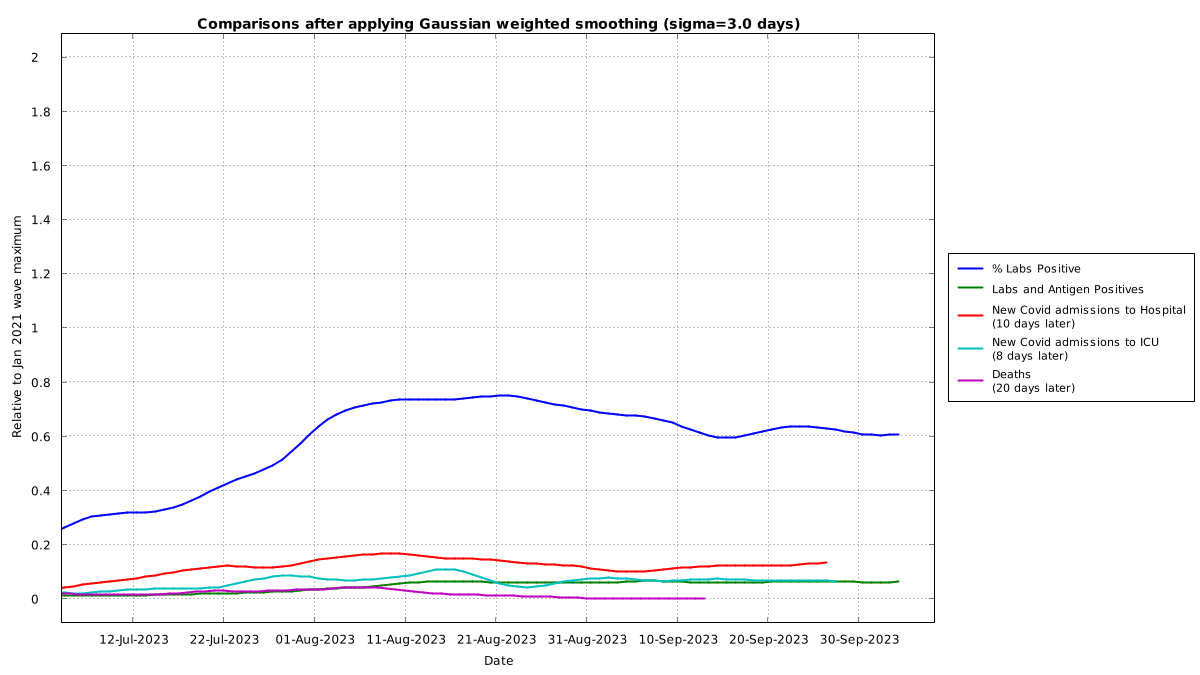 Comparisons after applying Gaussian weighted smoothing (sigma=3.0 days)
Relative to Jan 2021 wave maximum
2
1.8
1.6
1.4
1.2
1
0.8
0.6
0.4
0.2
0
12-Jul-2023
22-Jul-2023
01-Aug-2023
11-Aug-2023
21-Aug-2023
31-Aug-2023
10-Sep-2023
20-Sep-2023
30-Sep-2023
Date
% Labs Positive
Labs and Antigen Positives
New Covid admissions to Hospital
(10 days later)
New Covid admissions to ICU
(8 days later)
Deaths
(20 days later)